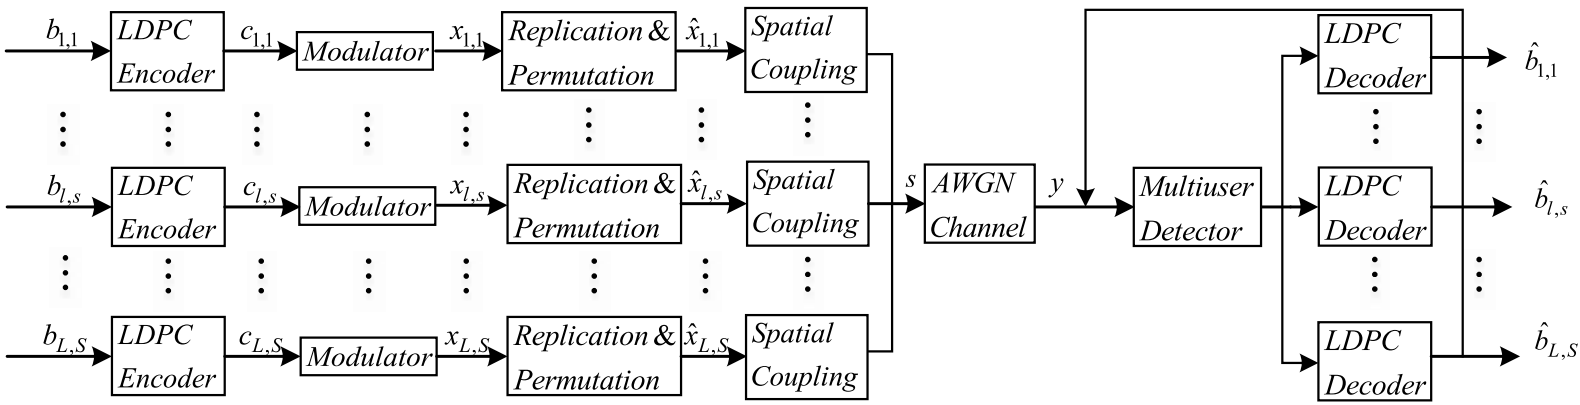 b1,1 LDPC Encoder c1,1 Modulator x1,1 Replication & Permutation x̂1,1 Spatial Coupling
bl,s LDPC Encoder cl,s Modulator xl,s Replication & Permutation x̂l,s Spatial Coupling
bL,S LDPC Encoder cL,S Modulator xL,S Replication & Permutation x̂L,S Spatial Coupling
s AWGN Channel y Multiuser Detector
LDPC Decoder b̂1,1
LDPC Decoder b̂l,s
LDPC Decoder b̂L,S